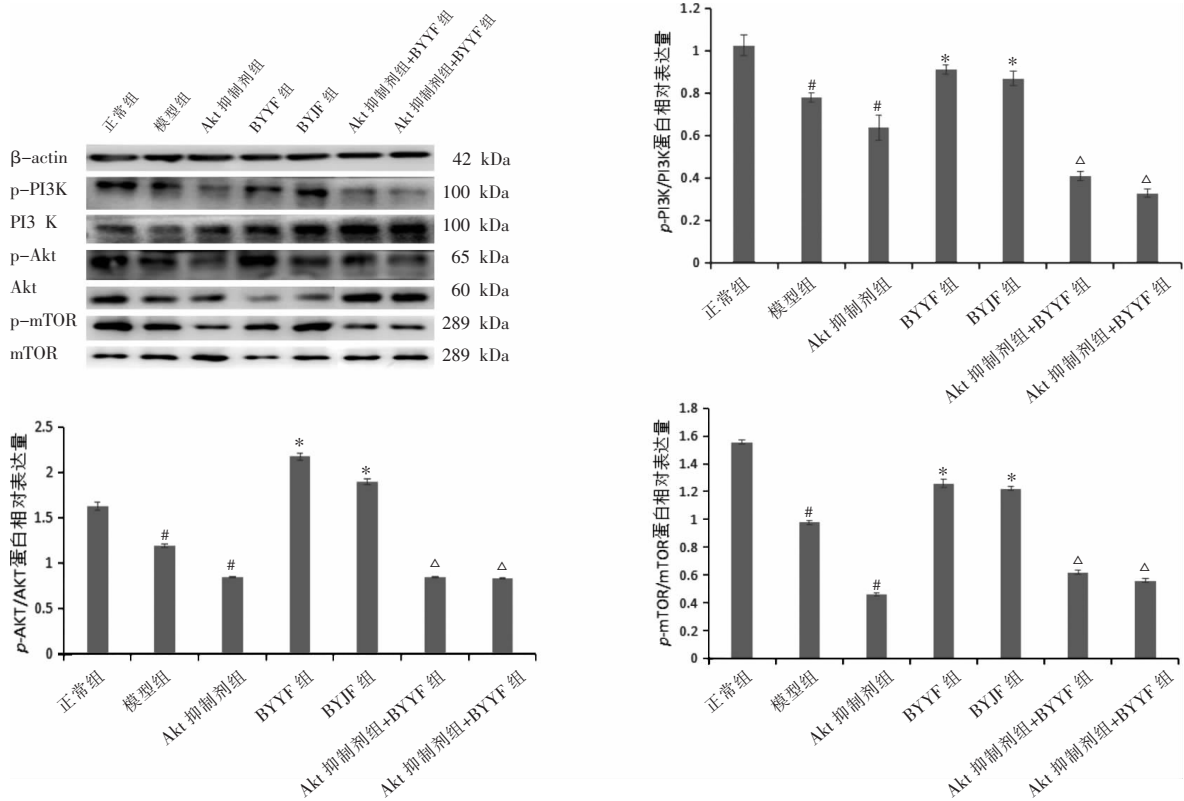 正常组
模型组
Akt 抑制剂组
BYYF 组
BYJF 组
Akt 抑制剂组+BYYF 组
Akt 抑制剂组+BYYF 组
β-actin 42 kDa
p-PI3K 100 kDa
PI3 K 100 kDa
p-Akt 65 kDa
Akt 60 kDa
p-mTOR 289 kDa
mTOR 289 kDa
p-PI3K/PI3K蛋白相对表达量
1.2
1
0.8
0.6
0.4
0.2
0
#
#
*
*
△
△
正常组
模型组
Akt 抑制剂组
BYYF 组
BYJF 组
Akt 抑制剂组+BYYF 组
Akt 抑制剂组+BYYF 组
p-AKT/AKT蛋白相对表达量
2.5
2
1.5
1
0.5
0
#
#
*
*
△
△
正常组
模型组
Akt 抑制剂组
BYYF 组
BYJF 组
Akt 抑制剂组+BYYF 组
Akt 抑制剂组+BYYF 组
p-mTOR/mTOR蛋白相对表达量
1.8
1.6
1.4
1.2
1
0.8
0.6
0.4
0.2
0
#
#
*
*
△
△
正常组
模型组
Akt 抑制剂组
BYYF 组
BYJF 组
Akt 抑制剂组+BYYF 组
Akt 抑制剂组+BYYF 组